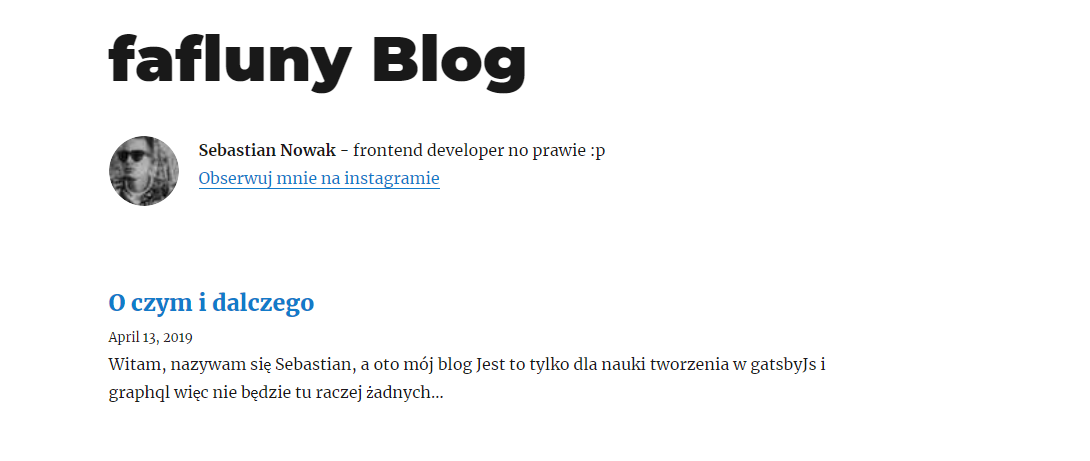 fafluny Blog
Sebastian Nowak - frontend developer no prawie :p
Obserwuj mnie na instagramie
O czym i dalczego
April 13, 2019
Witam, nazywam się Sebastian, a oto mój blog Jest to tylko dla nauki tworzenia w gatsbyJs i
graphql więc nie będzie tu raczej żadnych…